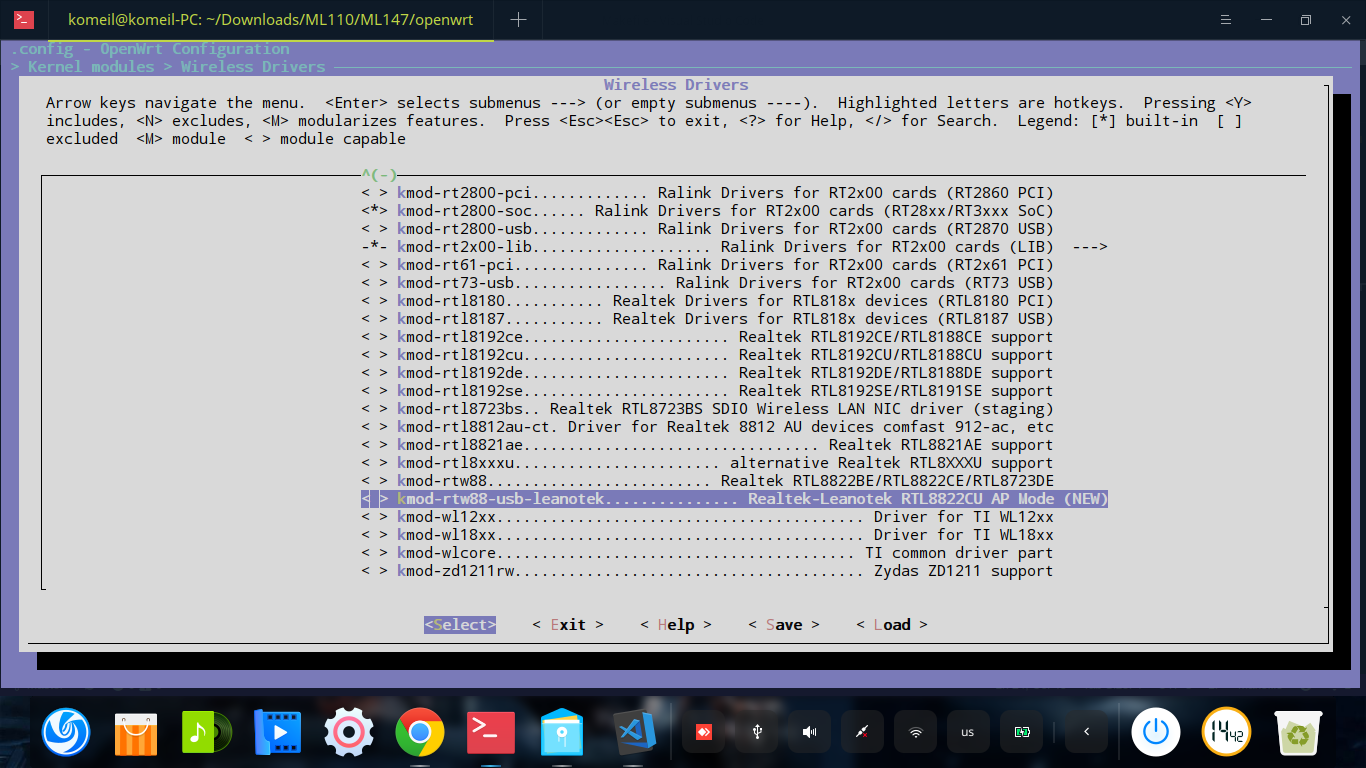 komeil@komeil-PC: ~/Downloads/ML110/ML147/openwrt
.config - OpenWrt Configuration
> Kernel modules > Wireless Drivers
Wireless Drivers
Arrow keys navigate the menu.  <Enter> selects submenus ---> (or empty submenus ----).  Highlighted letters are hotkeys.  Pressing <Y>
includes, <N> excludes, <M> modularizes features.  Press <Esc><Esc> to exit, <?> for Help, </> for Search.  Legend: [*] built-in  [ ]
excluded  <M> module  < > module capable
^(-)
< > kmod-rt2800-pci............. Ralink Drivers for RT2x00 cards (RT2860 PCI)
<*> kmod-rt2800-soc...... Ralink Drivers for RT2x00 cards (RT28xx/RT3xxx SoC)
< > kmod-rt2800-usb............. Ralink Drivers for RT2x00 cards (RT2870 USB)
-*- kmod-rt2x00-lib.................... Ralink Drivers for RT2x00 cards (LIB)  --->
< > kmod-rt61-pci............... Ralink Drivers for RT2x00 cards (RT2x61 PCI)
< > kmod-rt73-usb................. Ralink Drivers for RT2x00 cards (RT73 USB)
< > kmod-rtl8180........... Realtek Drivers for RTL818x devices (RTL8180 PCI)
< > kmod-rtl8187........... Realtek Drivers for RTL818x devices (RTL8187 USB)
< > kmod-rtl8192ce....................... Realtek RTL8192CE/RTL8188CE support
< > kmod-rtl8192cu....................... Realtek RTL8192CU/RTL8188CU support
< > kmod-rtl8192de....................... Realtek RTL8192DE/RTL8188DE support
< > kmod-rtl8192se....................... Realtek RTL8192SE/RTL8191SE support
< > kmod-rtl8723bs.. Realtek RTL8723BS SDIO Wireless LAN NIC driver (staging)
< > kmod-rtl8812au-ct. Driver for Realtek 8812 AU devices comfast 912-ac, etc
< > kmod-rtl8821ae................................. Realtek RTL8821AE support
< > kmod-rtl8xxxu....................... alternative Realtek RTL8XXXU support
< > kmod-rtw88.......................... Realtek RTL8822BE/RTL8822CE/RTL8723DE
< > kmod-rtw88-usb-leanotek............... Realtek-Leanotek RTL8822CU AP Mode (NEW)
< > kmod-wl12xx......................................... Driver for TI WL12xx
< > kmod-wl18xx......................................... Driver for TI WL18xx
< > kmod-wlcore........................................ TI common driver part
< > kmod-zd1211rw....................................... Zydas ZD1211 support
<Select>    < Exit >    < Help >    < Save >    < Load >
us
14 42